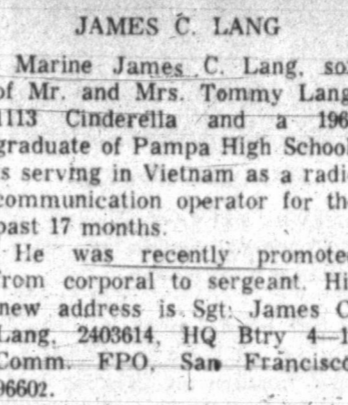 JAMES C. LANG
Marine James C. Lang, so
of Mr. and Mrs. Tommy Lang
1113 Cinderella and a 196
graduate of Pampa High School
is serving in Vietnam as a radi
communication operator for th
past 17 months.
He was recently promote
from corporal to sergeant. Hi
new address is Sgt: James C
Lang, 2403614, HQ Btry 4—1
Comm. FPO, San Francisco
96602.